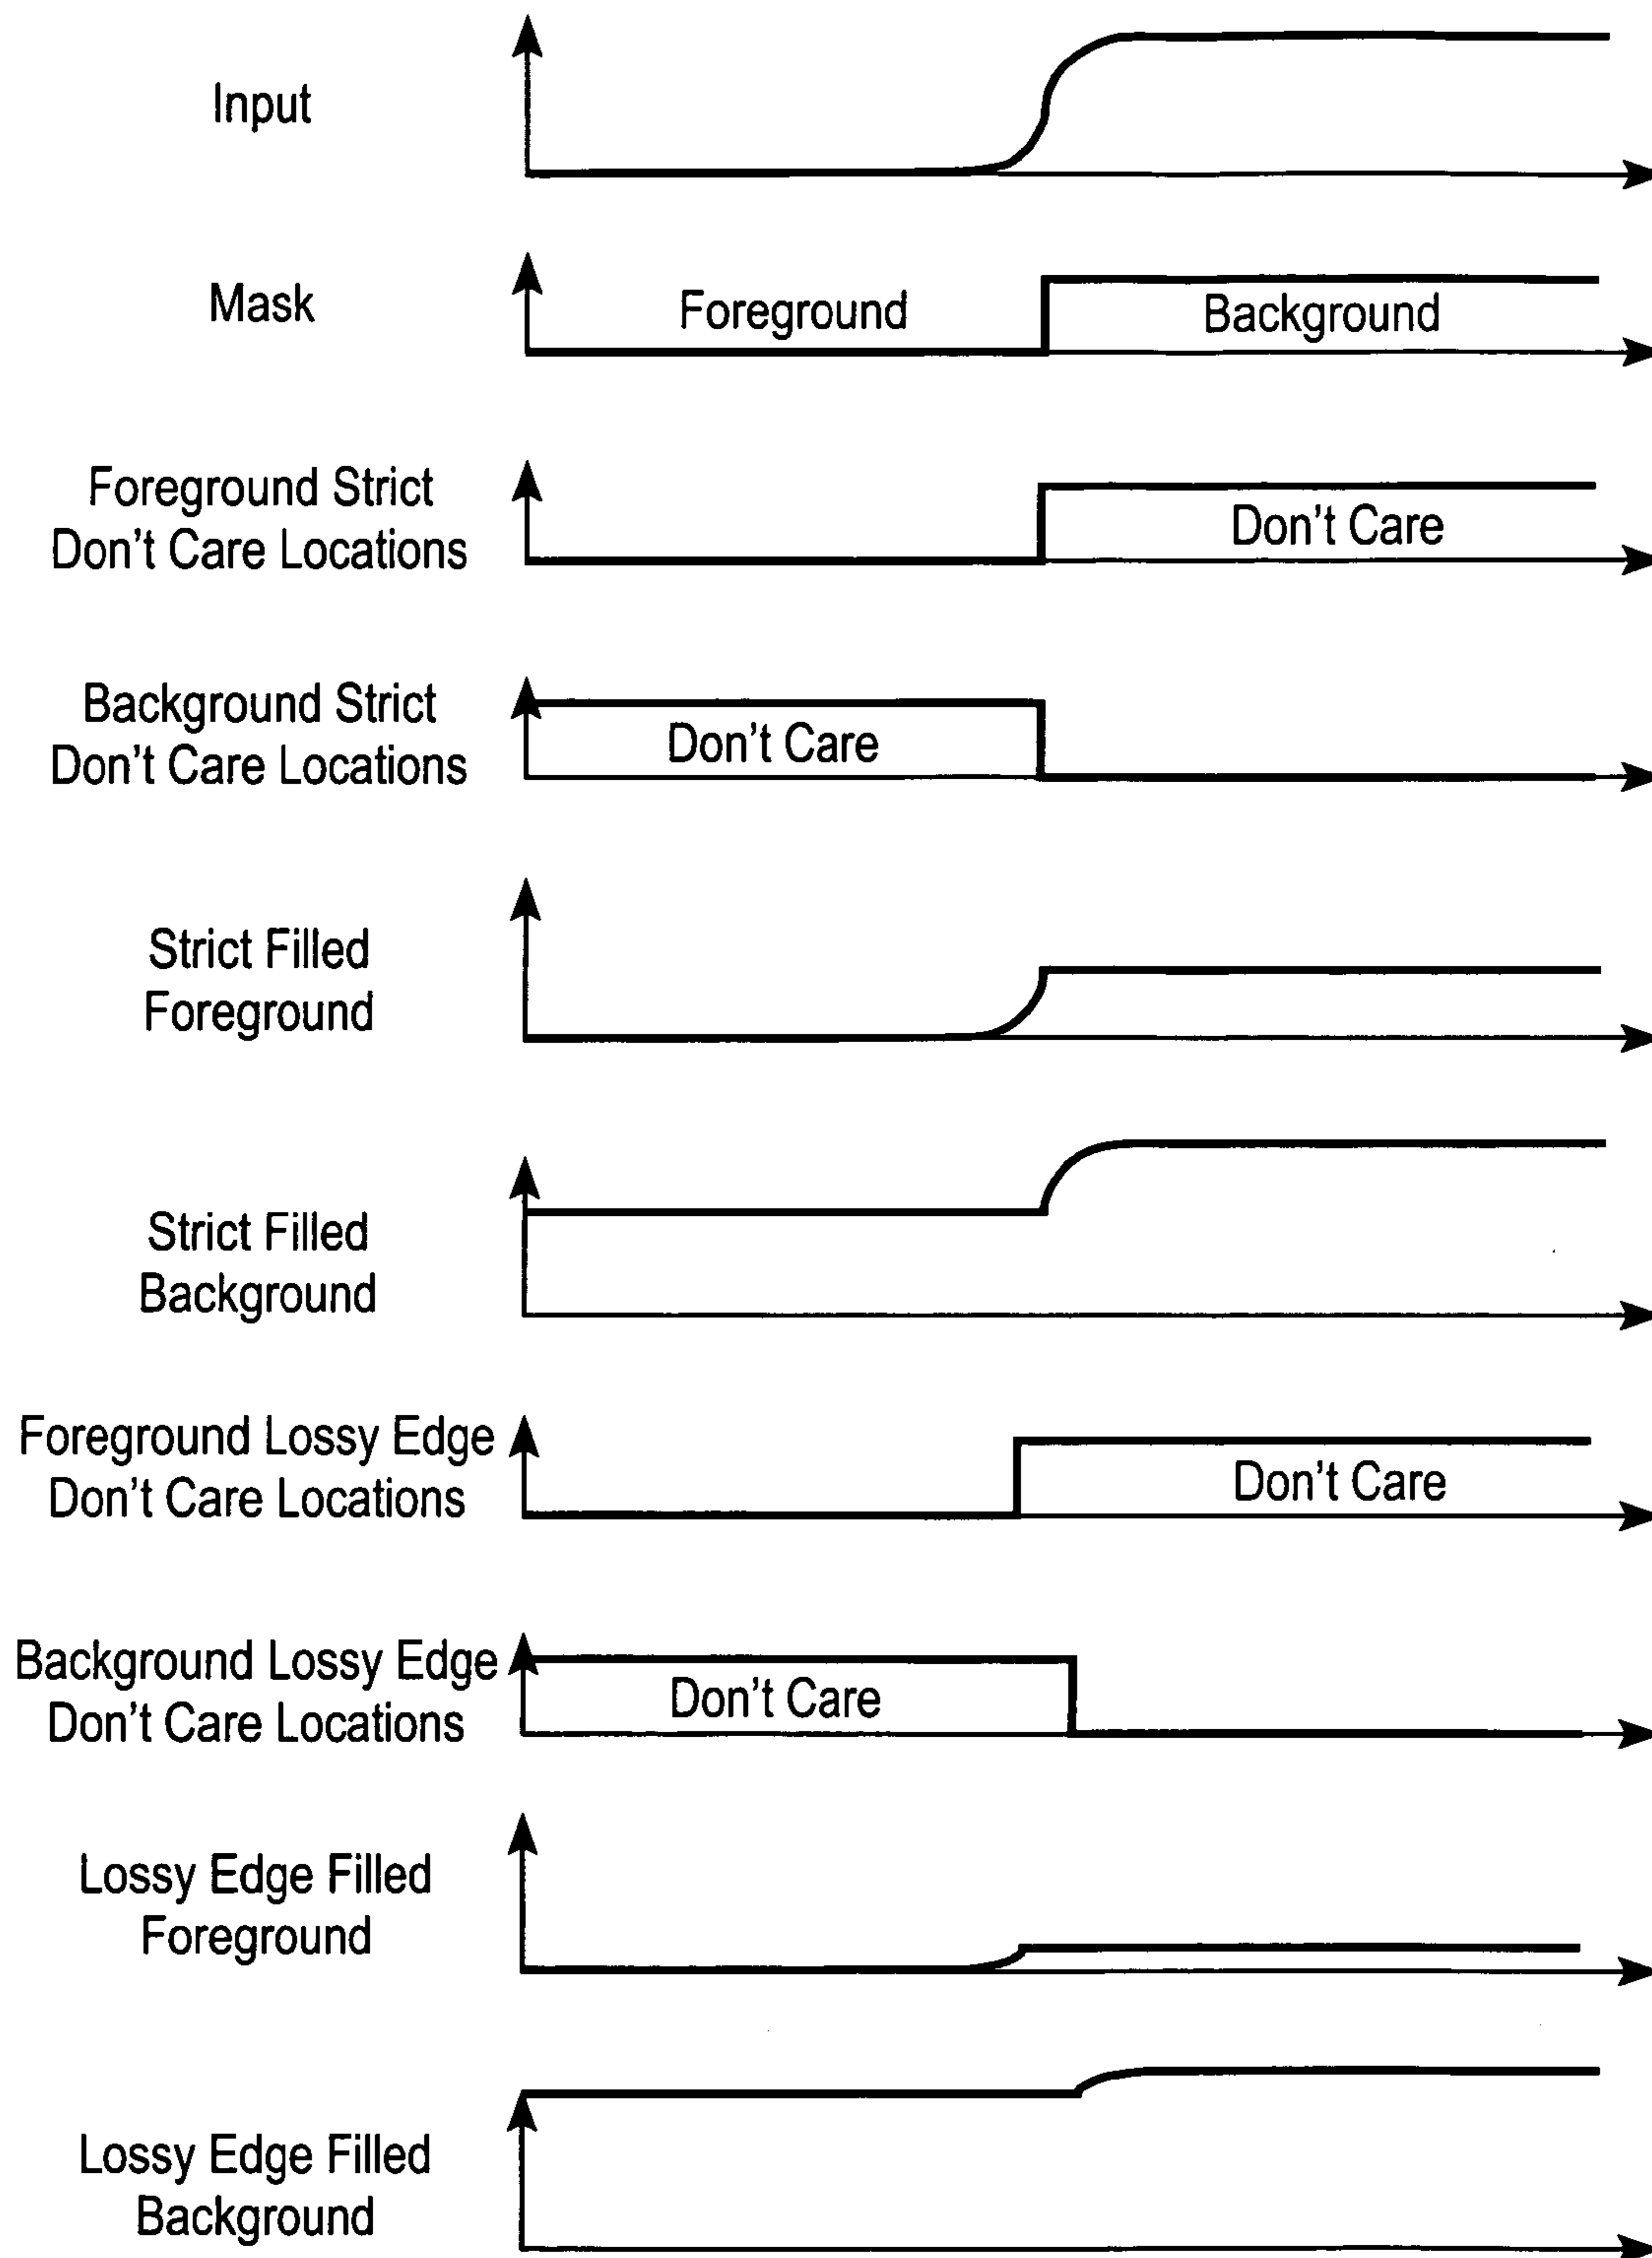 Input
Mask
Foreground
Background
Foreground Strict
Don't Care Locations
Don't Care
Background Strict
Don't Care Locations
Don't Care
Strict Filled
Foreground
Strict Filled
Background
Foreground Lossy Edge
Don't Care Locations
Don't Care
Background Lossy Edge
Don't Care Locations
Don't Care
Lossy Edge Filled
Foreground
Lossy Edge Filled
Background